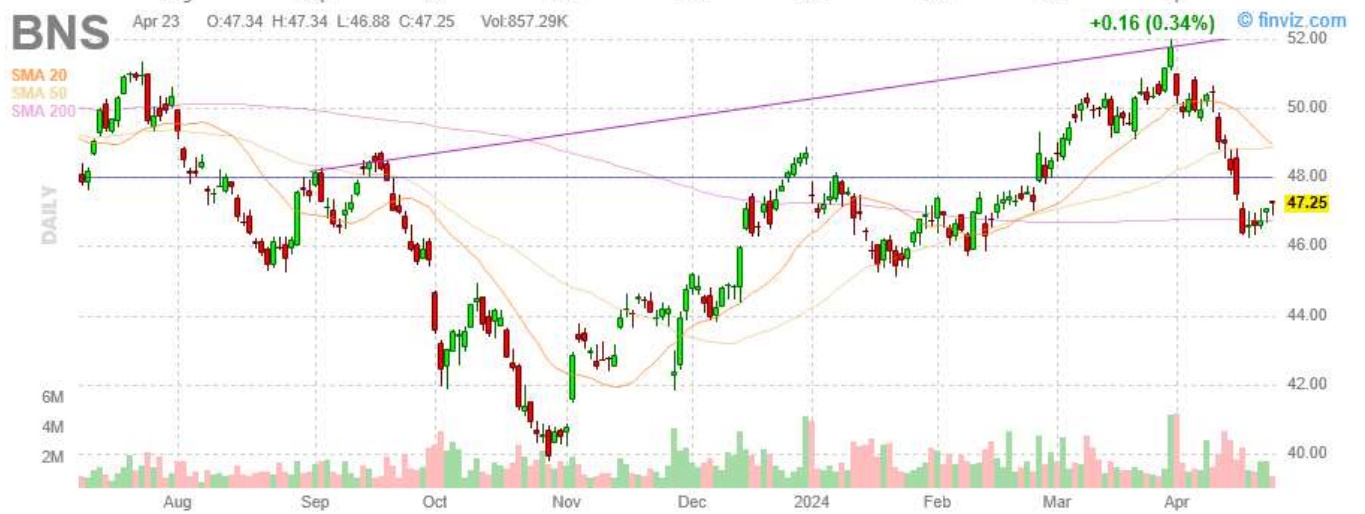 BNS Apr 23 O:47.34 H:47.34 L:46.88 C:47.25 Vol:857.29K +0.16 (0.34%) © finviz.com
52.00
SMA 20
SMA 50
SMA 200
50.00
48.00
47.25
DAILY
46.00
44.00
42.00
6M
4M
2M
40.00
Aug Sep Oct Nov Dec 2024 Feb Mar Apr